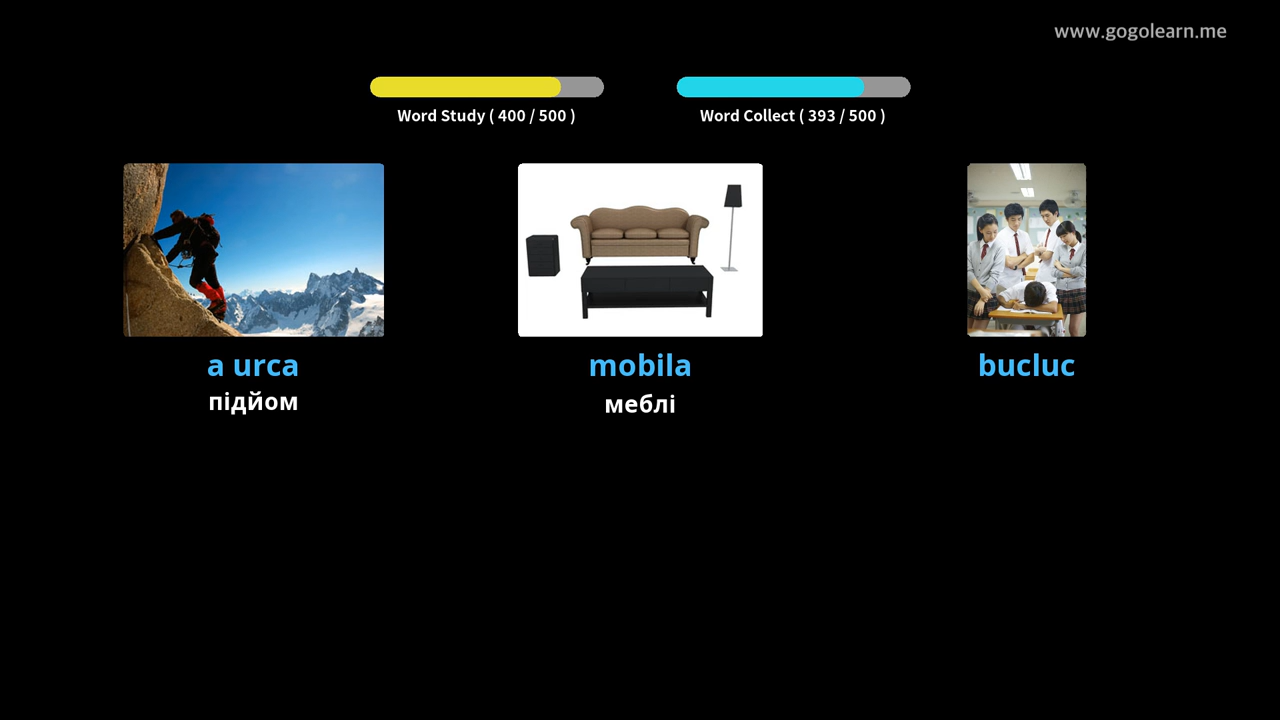 www.gogolearn.me
Word Study ( 400 / 500 )
Word Collect ( 393 / 500 )
a urca
підйом
mobila
меблі
bucluc